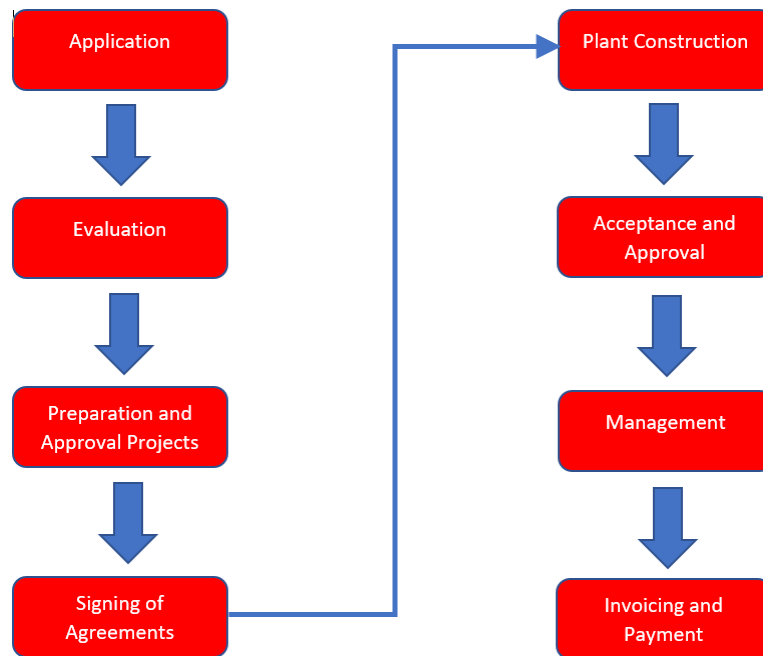 Application
Evaluation
Preparation and
Approval Projects
Signing of
Agreements
Plant Construction
Acceptance and
Approval
Management
Invoicing and
Payment